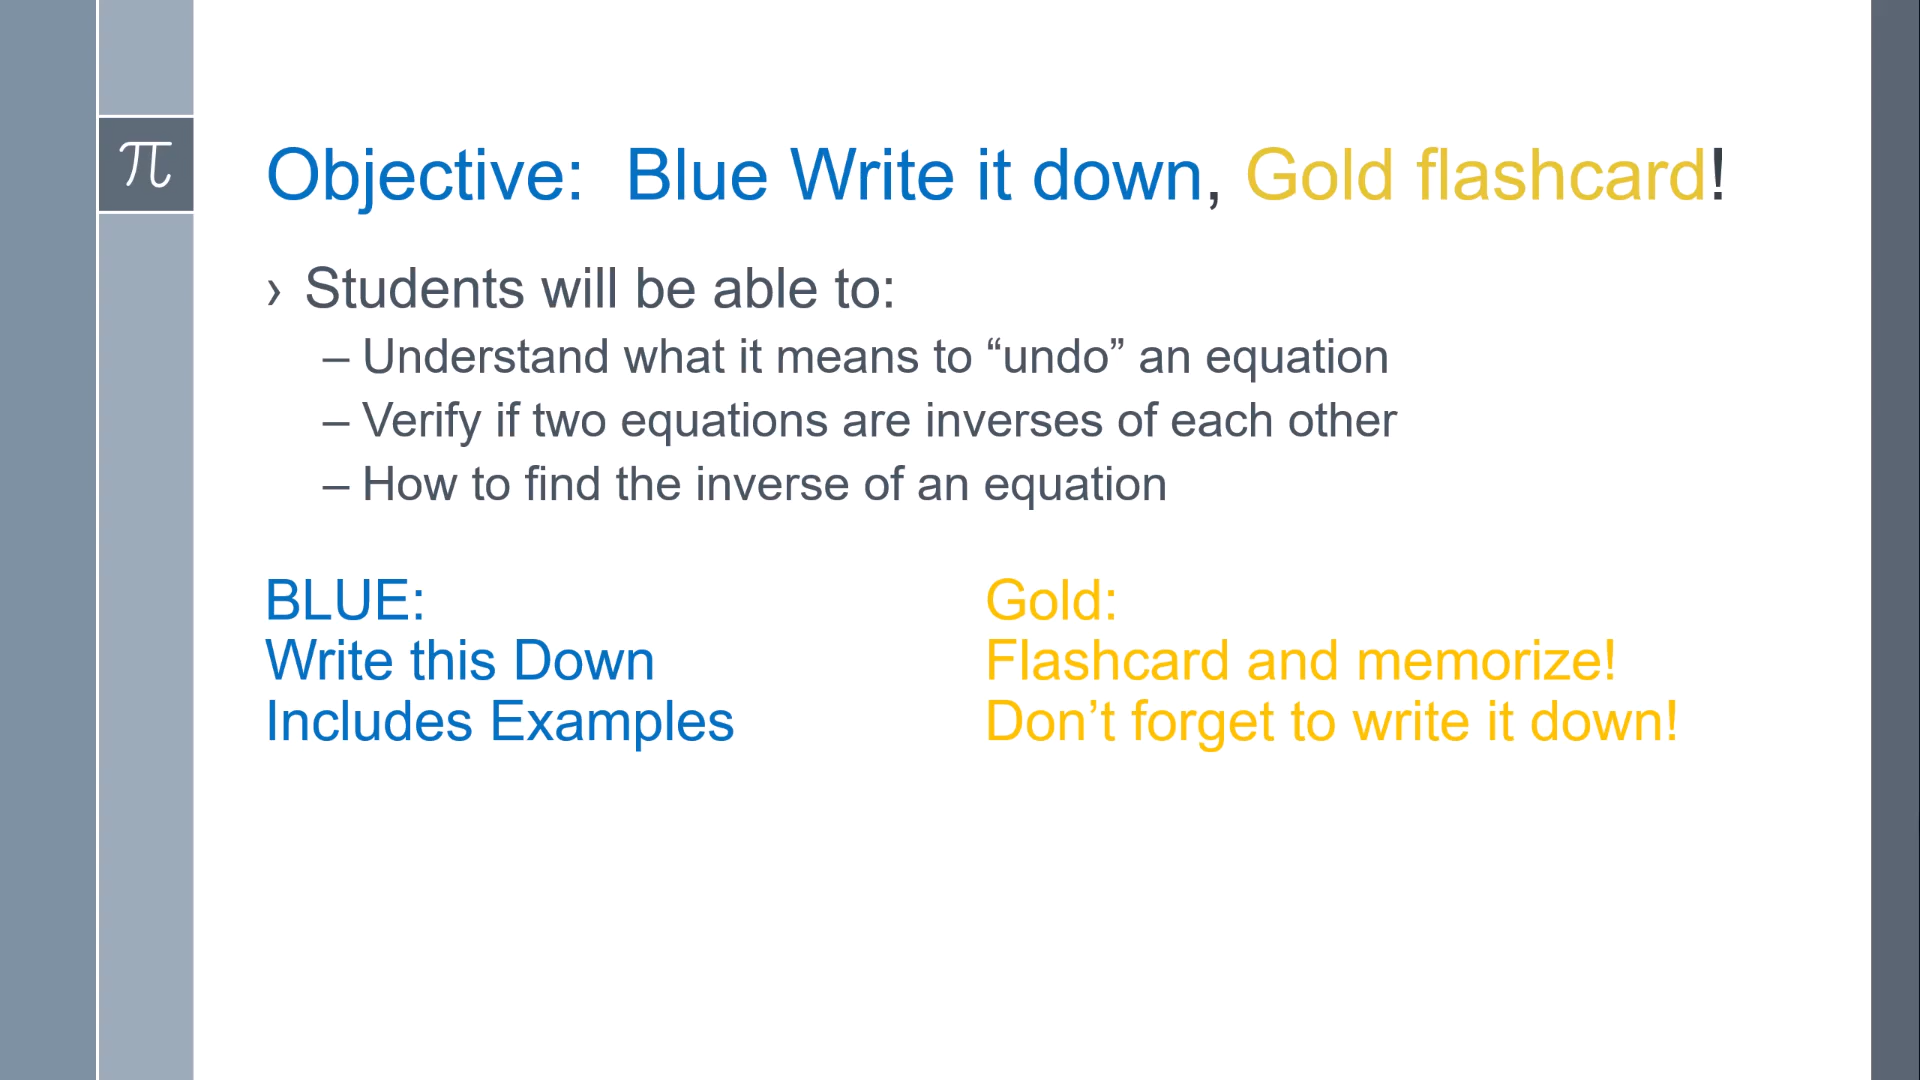 π
Objective:  Blue Write it down, Gold flashcard!
› Students will be able to:
– Understand what it means to “undo” an equation
– Verify if two equations are inverses of each other
– How to find the inverse of an equation
BLUE:
Write this Down
Includes Examples
Gold:
Flashcard and memorize!
Don’t forget to write it down!